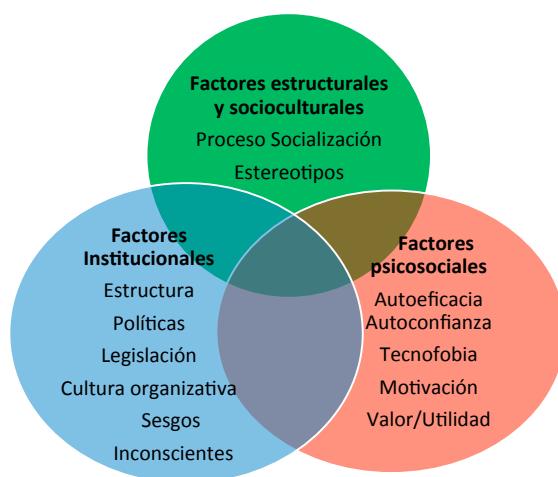 Factores estructurales
y socioculturales
Proceso Socialización
Estereotipos
Factores
Institucionales
Estructura
Políticas
Legislación
Cultura organizativa
Sesgos
Inconscientes
Factores
psicosociales
Autoeficacia
Autoconfianza
Tecnofobia
Motivación
Valor/Utilidad